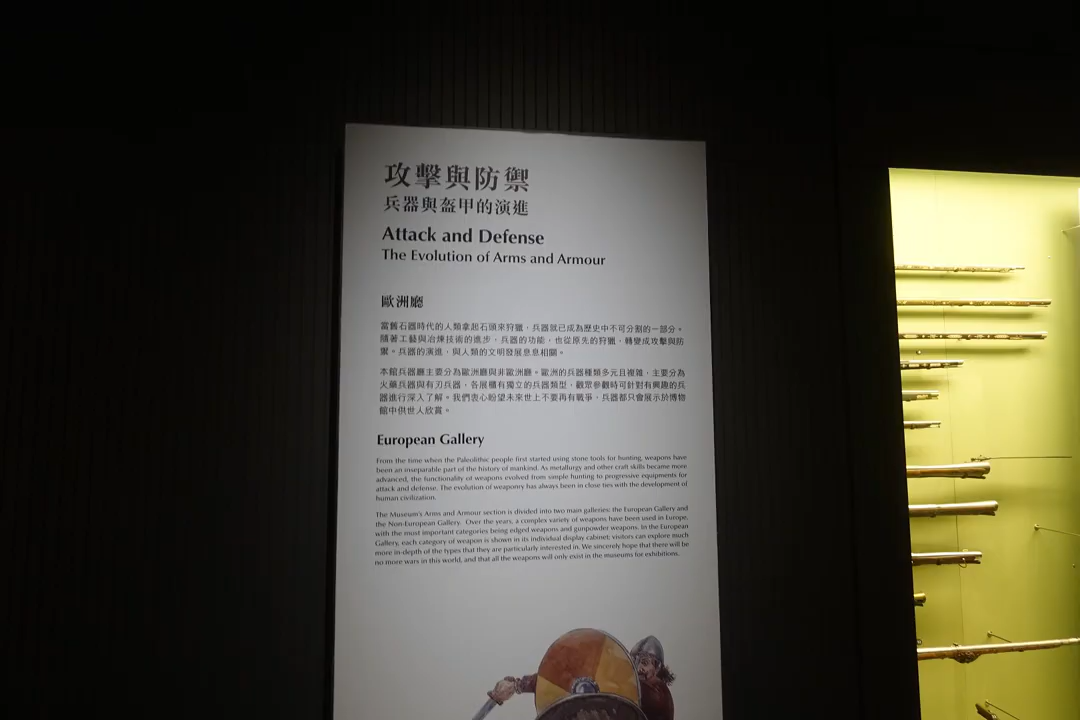 攻擊與防禦
兵器與盔甲的演進
Attack and Defense
The Evolution of Arms and Armour
歐洲廳
當舊石器時代的人類拿起石頭來狩獵，兵器就已成為歷史中不可分割的一部分。
隨著工藝與冶煉技術的進步，兵器的功能，也從原先的狩獵，轉變成攻擊與防
禦。兵器的演進，與人類的文明發展息息相關。
本館兵器廳主要分為歐洲廳與非歐洲廳。歐洲的兵器種類多元且複雜，主要分為
火藥兵器與有刃兵器，各展櫃有獨立的兵器類型，觀眾參觀時可針對有興趣的兵
器進行深入了解。我們衷心盼望未來世上不要再有戰爭，兵器都只會展示於博物
館中供世人欣賞。
European Gallery
From the time when the Paleolithic people first started using stone tools for hunting, weapons have
been an inseparable part of the history of mankind. As metallurgy and other craft skills became more
advanced, the functionality of weapons evolved from simple hunting to progressive equipments for
attack and defense. The evolution of weaponry has always been in close ties with the development of
human civilization.
The Museum's Arms and Armour section is divided into two main galleries: the European Gallery and
the Non-European Gallery. Over the years, a complex variety of weapons have been used in Europe,
with the most important categories being edged weapons and gunpowder weapons. In the European
Gallery, each category of weapon is shown in its individual display cabinet; visitors can explore much
more in-depth of the types that they are particularly interested in. We sincerely hope that there will be
no more wars in this world, and that all the weapons will only exist in the museums for exhibitions.